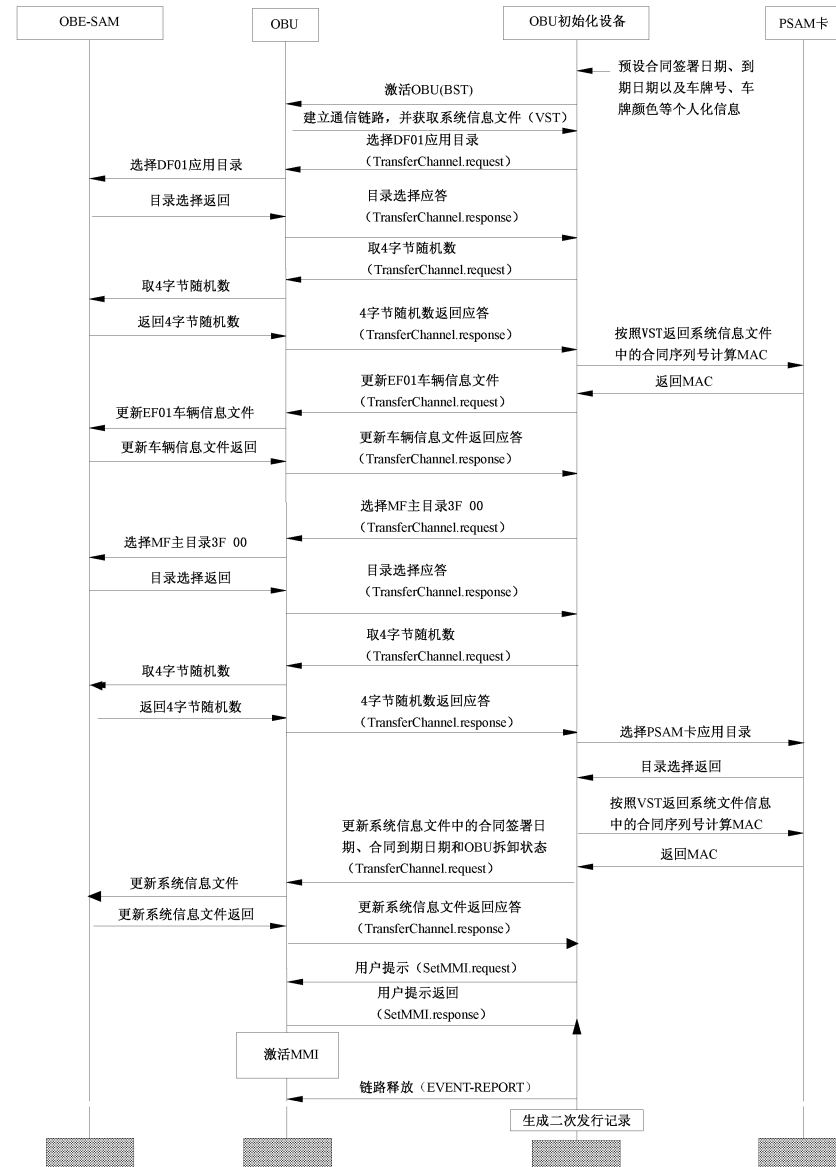 OBE-SAM
OBU
OBU初始化设备
PSAM卡
预设合同签署日期、到
期日期以及车牌号、车
牌颜色等个人化信息
激活OBU(BST)
建立通信链路，并获取系统信息文件（VST）
选择DF01应用目录
（TransferChannel.request）
选择DF01应用目录
目录选择返回
目录选择应答
（TransferChannel.response）
取4字节随机数
（TransferChannel.request）
取4字节随机数
返回4字节随机数
4字节随机数返回应答
（TransferChannel.response）
按照VST返回系统信息文件
中的合同序列号计算MAC
返回MAC
更新EF01车辆信息文件
（TransferChannel.request）
更新EF01车辆信息文件
更新车辆信息文件返回
更新车辆信息文件返回应答
（TransferChannel.response）
选择MF主目录3F 00
（TransferChannel.request）
选择MF主目录3F 00
目录选择返回
目录选择应答
（TransferChannel.response）
取4字节随机数
（TransferChannel.request）
取4字节随机数
返回4字节随机数
4字节随机数返回应答
（TransferChannel.response）
选择PSAM卡应用目录
目录选择返回
按照VST返回系统文件信息
中的合同序列号计算MAC
返回MAC
更新系统信息文件中的合同签署日
期、合同到期日期和OBU拆卸状态
（TransferChannel.request）
更新系统信息文件
更新系统信息文件返回
更新系统信息文件返回应答
（TransferChannel.response）
用户提示（SetMMI.request）
用户提示返回
（SetMMI.response）
激活MMI
链路释放（EVENT-REPORT）
生成二次发行记录